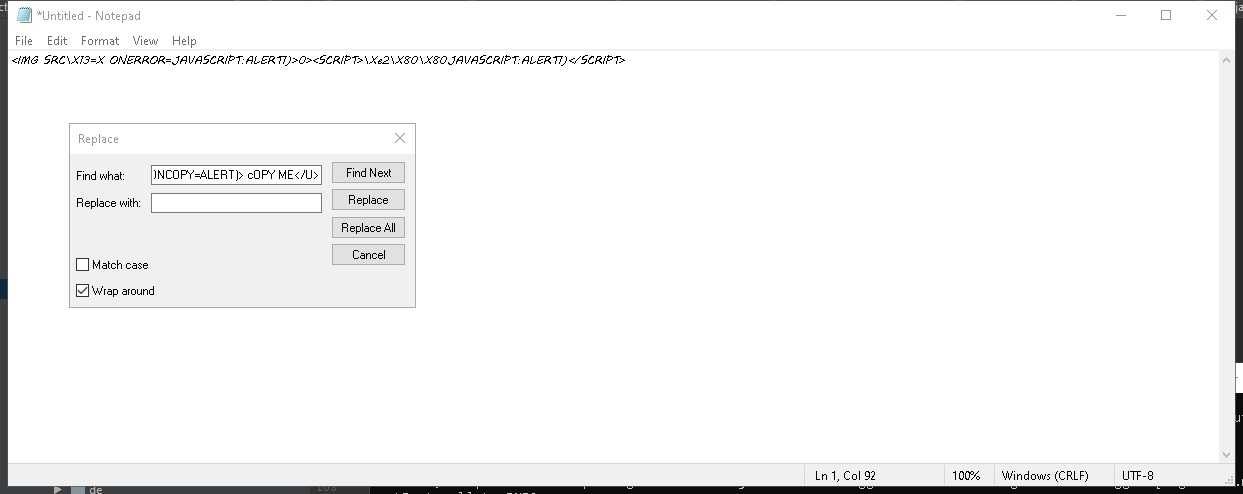 *Untitled - Notepad
File Edit Format View Help
<IMG SRC\X13=X ONERROR=JAVASCRIPT:ALERT1)>0><SCRIPT>\Xe2\X80\X80JAVASCRIPT:ALERT1)</SCRIPT>
Replace
Find what: )NCOPY=ALERT)> cOPY ME</U>
Find Next
Replace with:
Replace
Replace All
Cancel
Match case
Wrap around
Ln 1, Col 92 100% Windows (CRLF) UTF-8
de